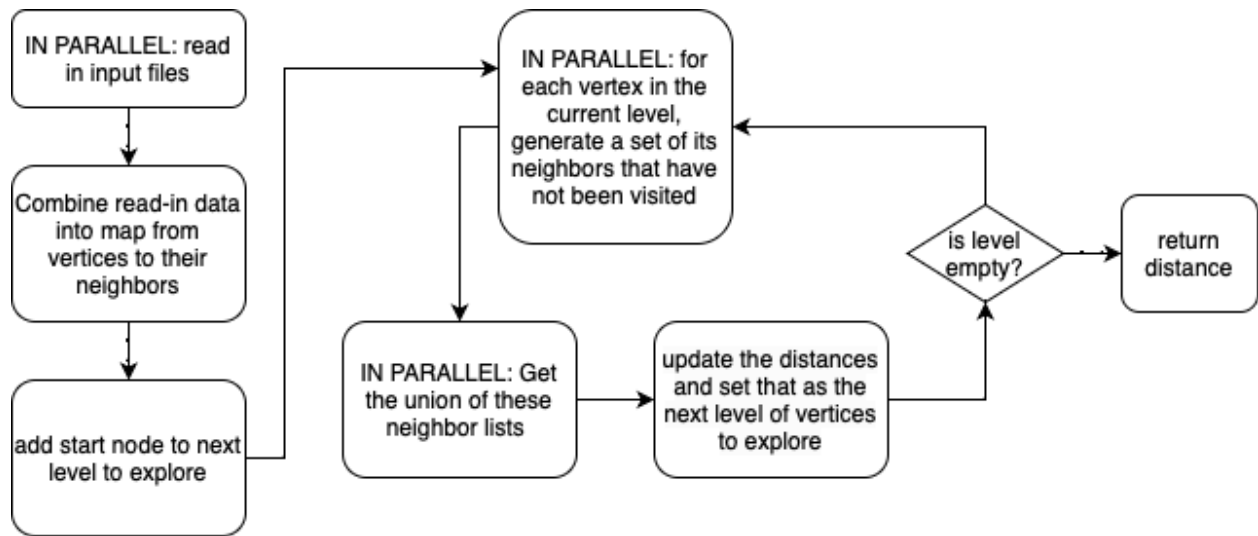 IN PARALLEL: read
in input files
Combine read-in data
into map from
vertices to their
neighbors
add start node to next
level to explore
IN PARALLEL: for
each vertex in the
current level,
generate a set of its
neighbors that have
not been visited
IN PARALLEL: Get
the union of these
neighbor lists
update the distances
and set that as the
next level of vertices
to explore
is level
empty?
return
distance